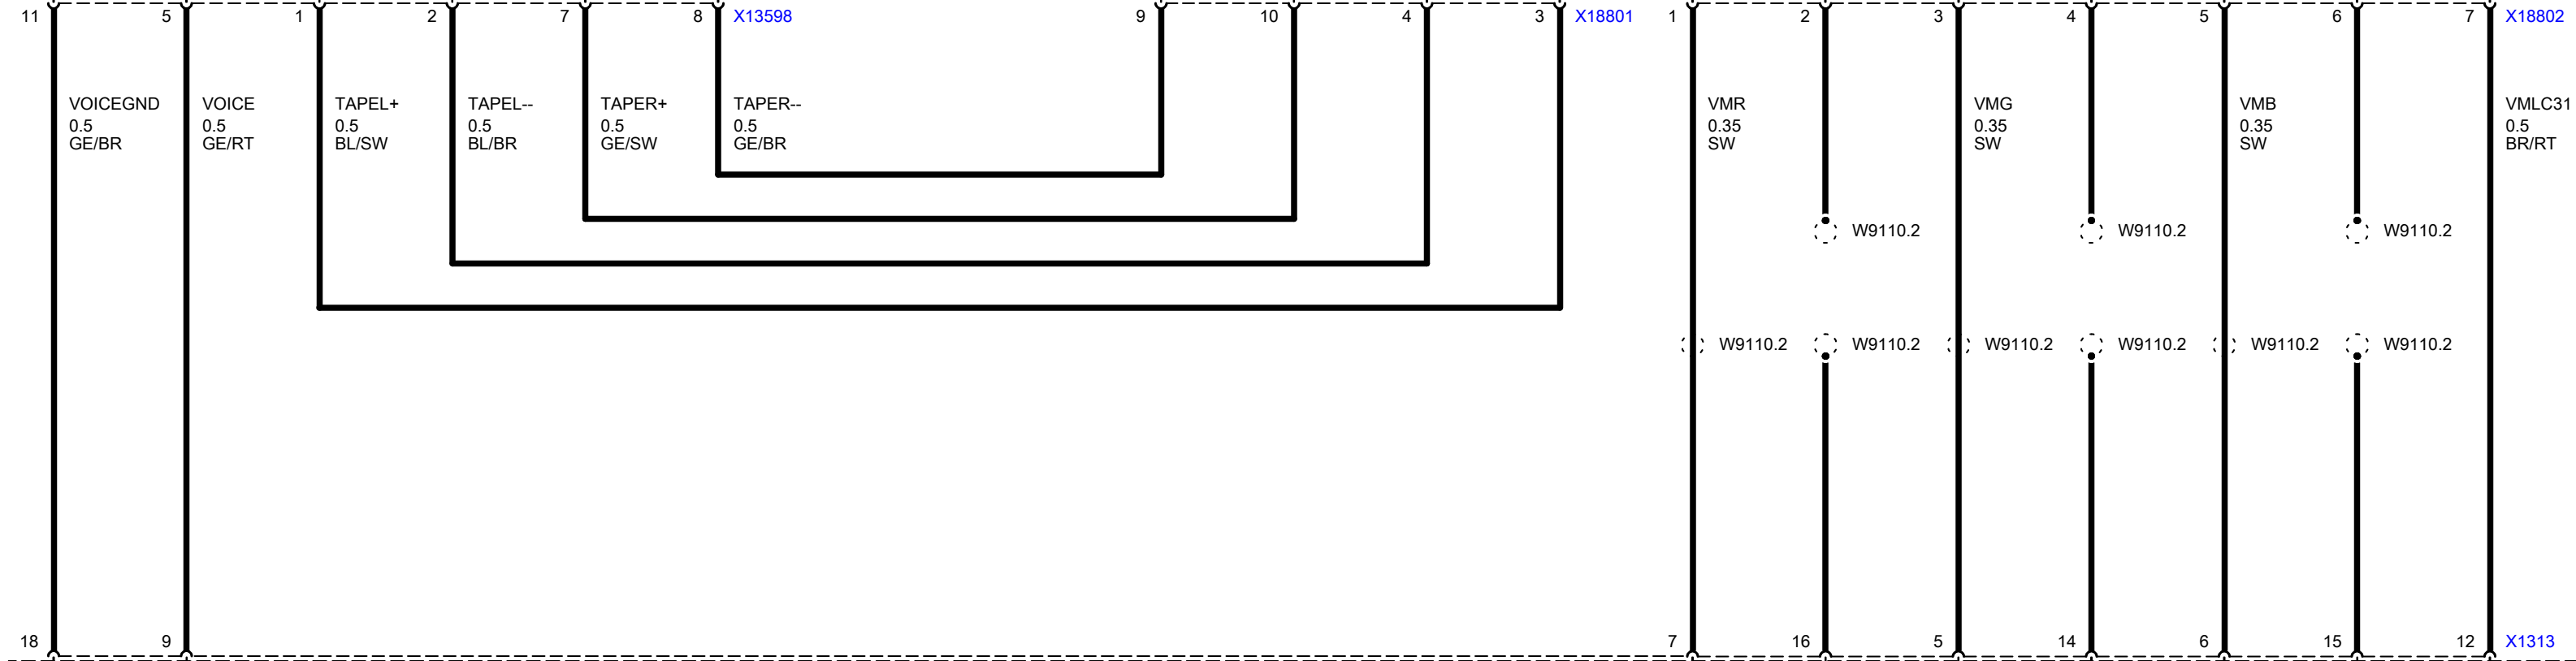 11 5 1 2 7 8 X13598 9 10 4 3 X18801 1 2 3 4 5 6 7 X18802
VOICEGND VOICE TAPEL+ TAPEL-- TAPER+ TAPER-- VMR VMG VMB VMLC31
0.5 0.5 0.5 0.5 0.5 0.5 0.35 0.35 0.35 0.5
GE/BR GE/RT BL/SW BL/BR GE/SW GE/BR SW SW SW BR/RT
W9110.2 W9110.2 W9110.2
W9110.2 W9110.2 W9110.2 W9110.2 W9110.2 W9110.2
18 9 7 16 5 14 6 15 12 X1313